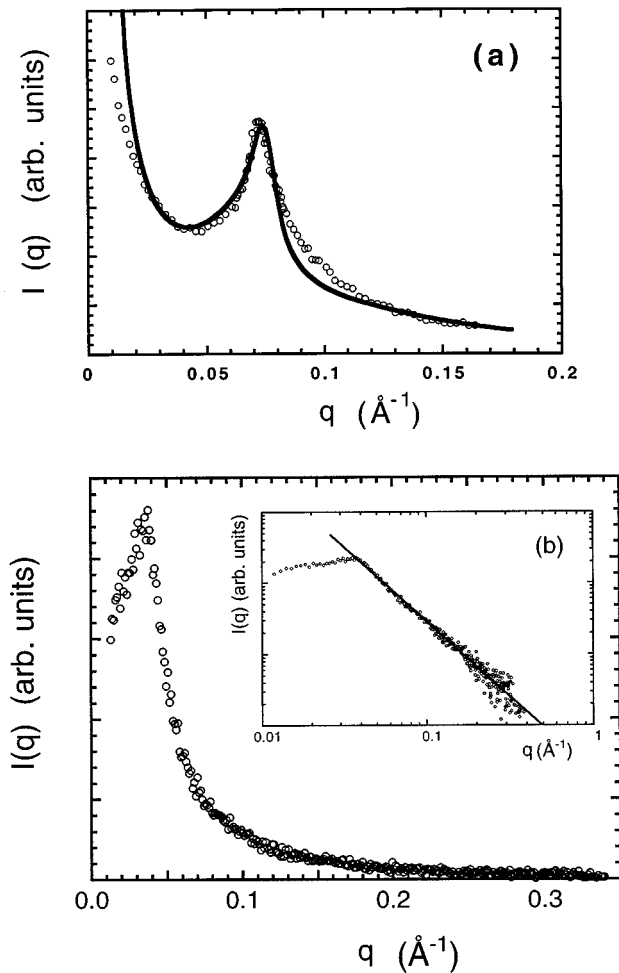 (a)
I (q) (arb. units)
0 0.05 0.1 0.15 0.2
q (Å-1)
(b)
I(q) (arb. units)
0.01 0.1 1
q(Å-1)
I(q) (arb. units)
0.0 0.1 0.2 0.3
q (Å-1)